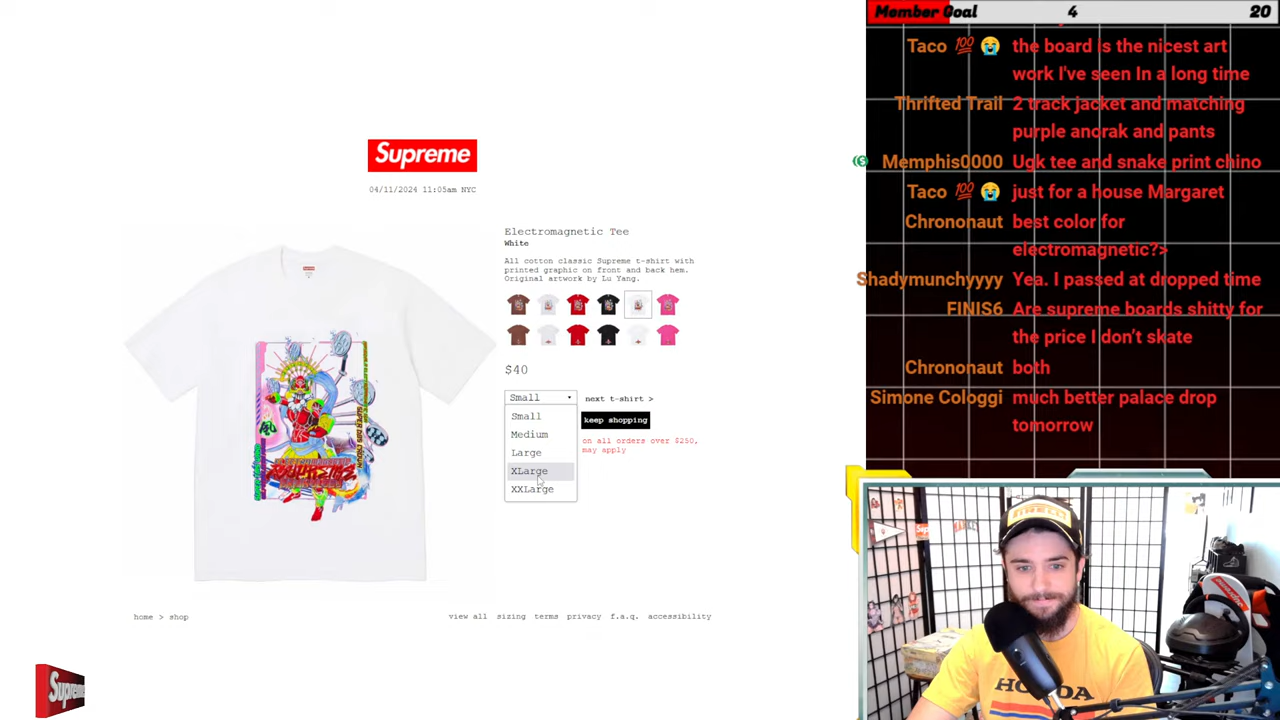 Supreme
04/11/2024 11:05am NYC
Electromagnetic Tee
White
All cotton classic Supreme t-shirt with
printed graphic on front and back hem.
Original artwork by Lu Yang.
$40
Small
next t-shirt >
Small
keep shopping
Medium
on all orders over $250,
may apply
Large
XLarge
XXLarge
home > shop
view all sizing terms privacy f.a.q. accessibility
Supreme
Member Goal 4 20
Taco 💯 😭 the board is the nicest art
work I've seen In a long time
Thrifted Trail 2 track jacket and matching
purple anorak and pants
Memphis0000 Ugk tee and snake print chino
Taco 💯 😭 just for a house Margaret
Chrononaut best color for
electromagnetic?>
Shadymunchyyyy Yea. I passed at dropped time
FINIS6 Are supreme boards shitty for
the price I don't skate
Chrononaut both
Simone Cologgi much better palace drop
tomorrow
PIRELLI
HONDA